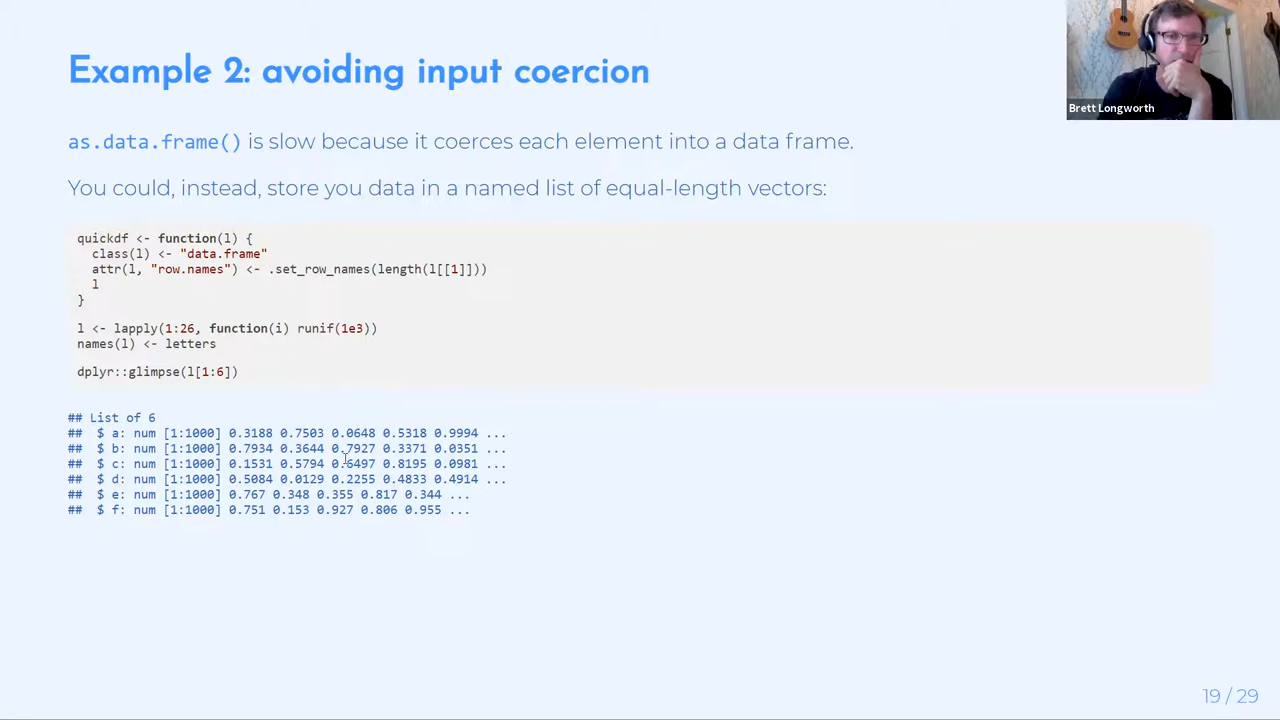 Example 2: avoiding input coercion
Brett Longworth
as.data.frame() is slow because it coerces each element into a data frame.
You could, instead, store you data in a named list of equal-length vectors:
quickdf <- function(l) {
  class(l) <- "data.frame"
  attr(l, "row.names") <- .set_row_names(length(l[[1]]))
  l
}
l <- lapply(1:26, function(i) runif(1e3))
names(l) <- letters
dplyr::glimpse(l[1:6])
## List of 6
##  $ a: num [1:1000] 0.3188 0.7503 0.0648 0.5318 0.9994 ...
##  $ b: num [1:1000] 0.7934 0.3644 0.7927 0.3371 0.0351 ...
##  $ c: num [1:1000] 0.1531 0.5794 0.6497 0.8195 0.0981 ...
##  $ d: num [1:1000] 0.5084 0.0129 0.2255 0.4833 0.4914 ...
##  $ e: num [1:1000] 0.767 0.348 0.355 0.817 0.344 ...
##  $ f: num [1:1000] 0.751 0.153 0.927 0.806 0.955 ...
19 / 29